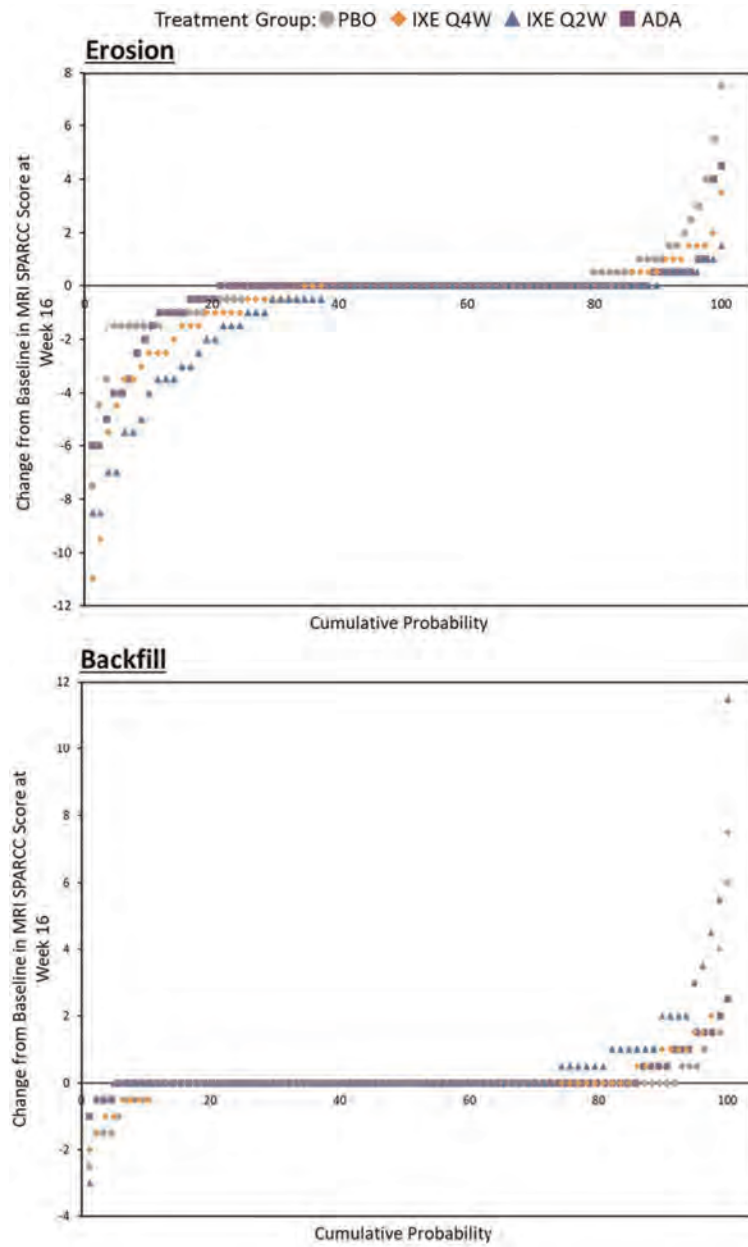 Treatment Group: PBO IXE Q4W IXE Q2W ADA
Erosion
8
6
4
2
0
-2
-4
-6
-8
-10
-12
0 20 40 60 80 100
Change from Baseline in MRI SPARCC Score at
Week 16
Cumulative Probability
Backfill
12
10
8
6
4
2
0
-2
-4
0 20 40 60 80 100
Change from Baseline in MRI SPARCC Score at
Week 16
Cumulative Probability